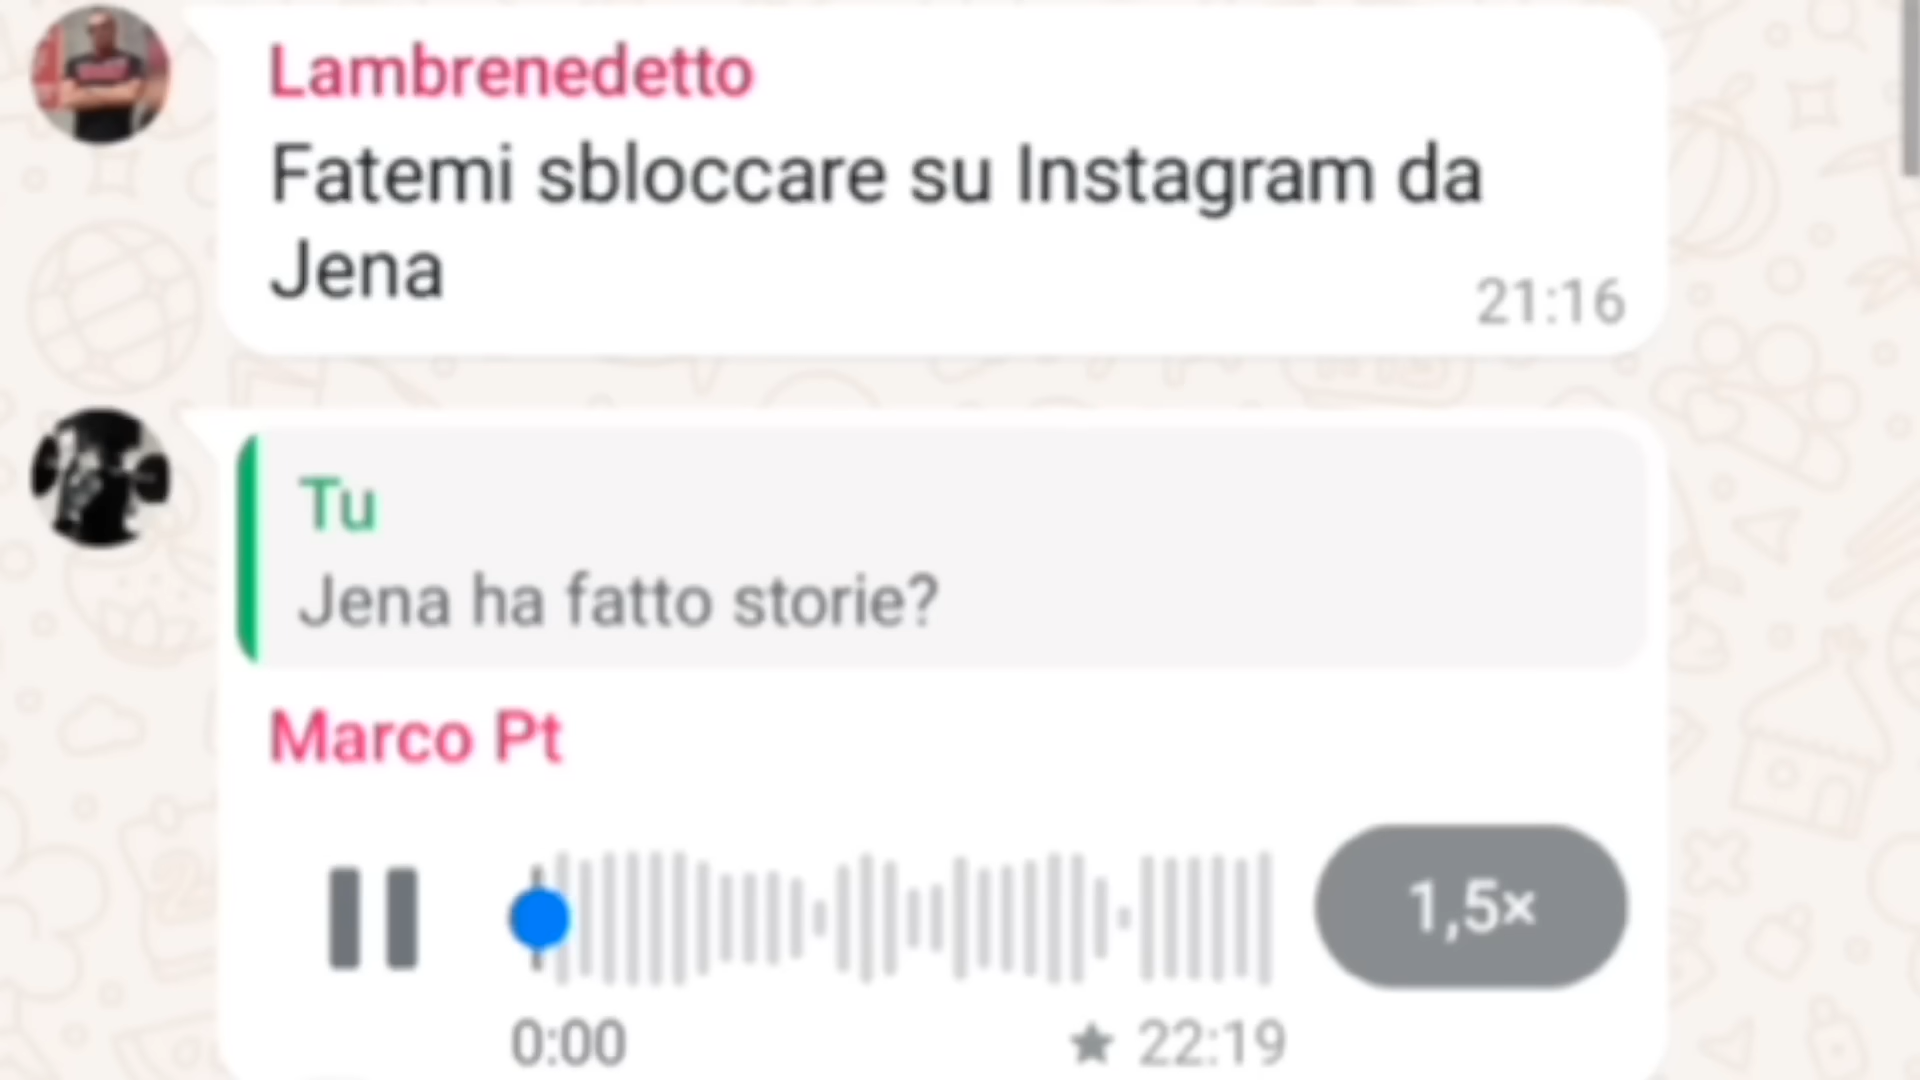 Lambrenedetto
Fatemi sbloccare su Instagram da
Jena
21:16
Tu
Jena ha fatto storie?
Marco Pt
1,5×
0:00
★ 22:19